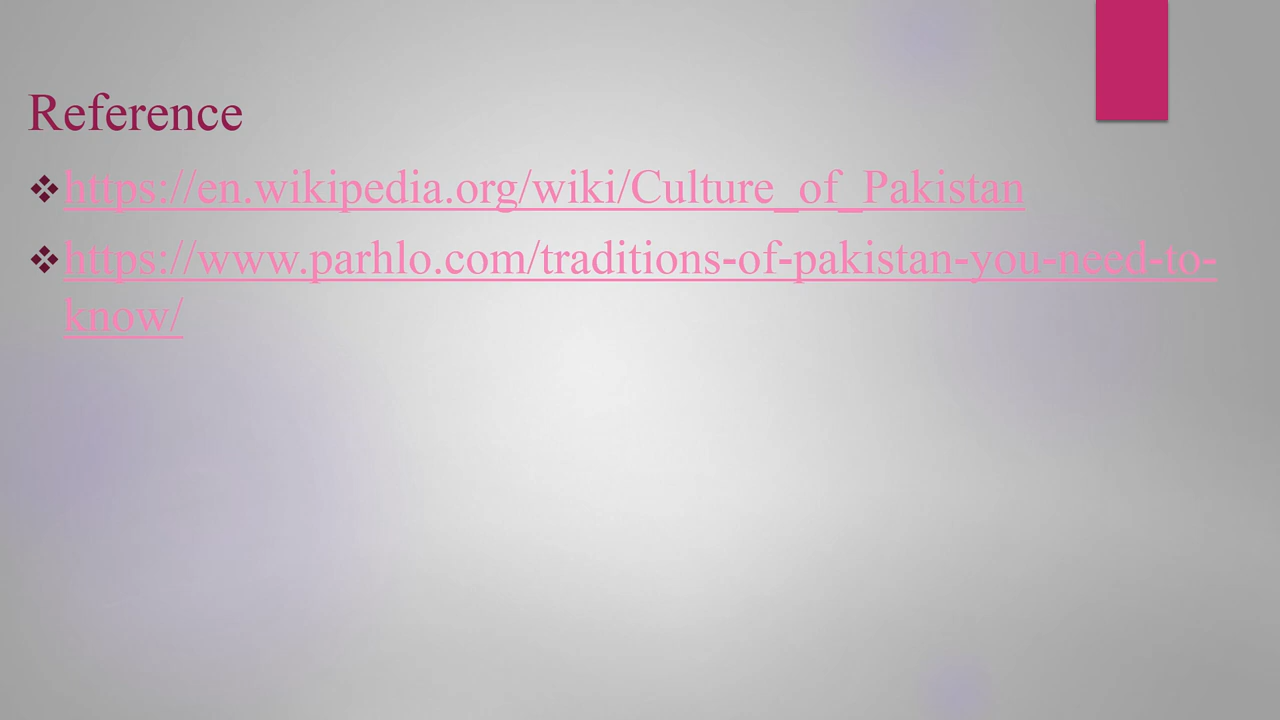 Reference
❖https://en.wikipedia.org/wiki/Culture_of_Pakistan
❖https://www.parhlo.com/traditions-of-pakistan-you-need-to-
know/